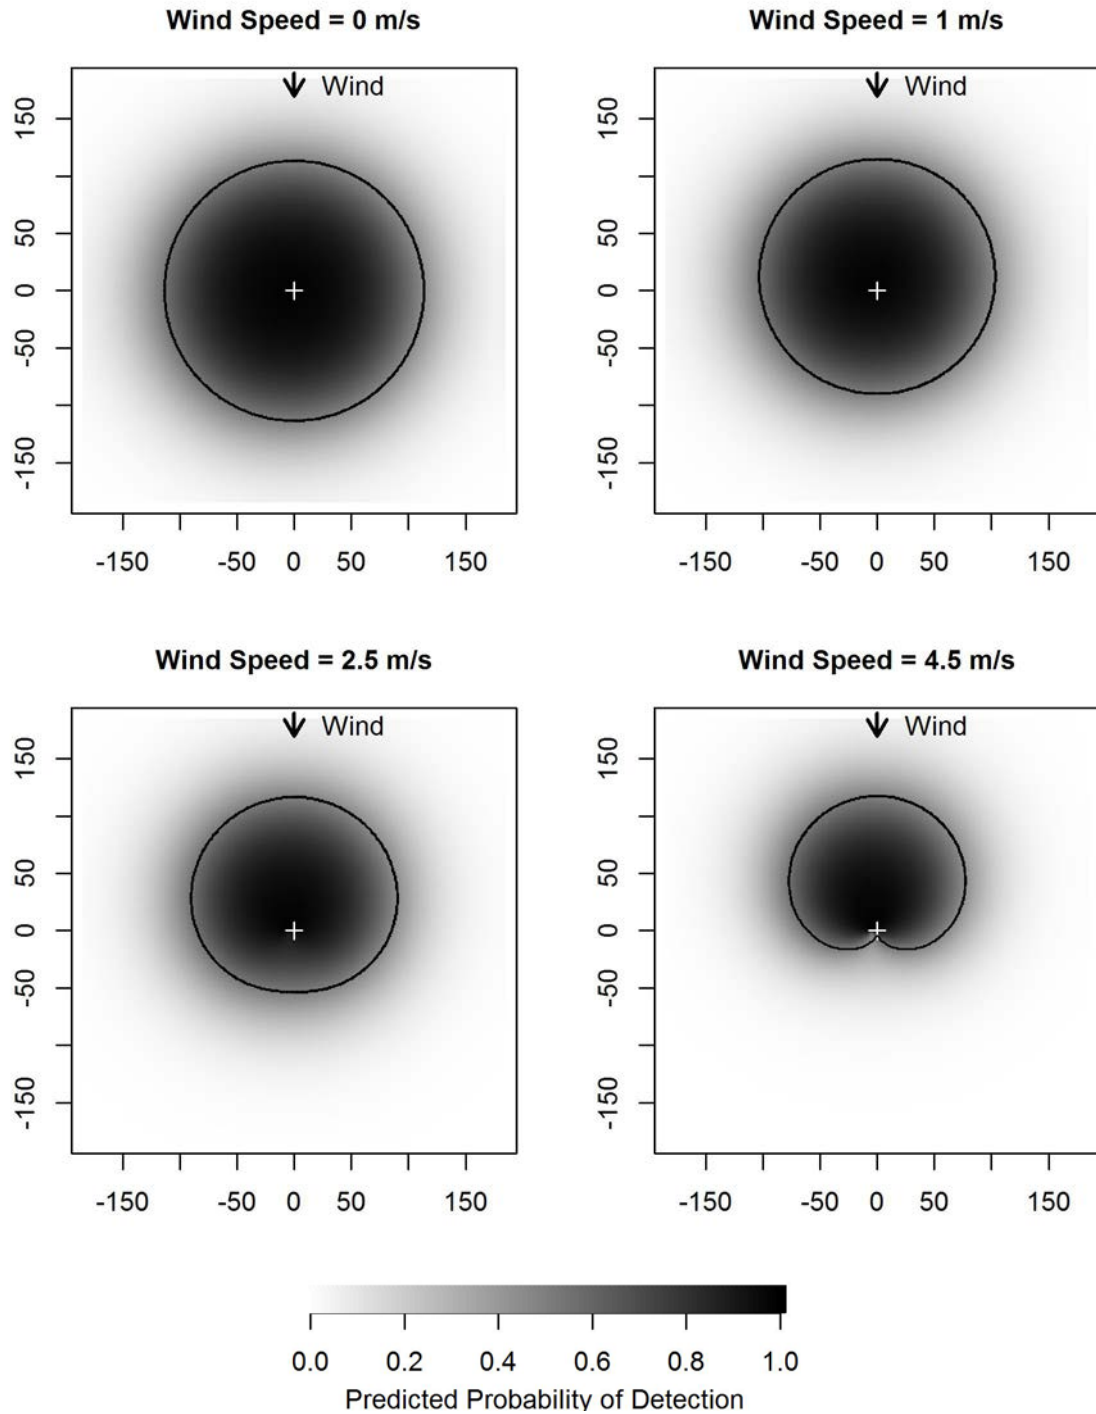 Wind Speed = 0 m/s
Wind
150
50
0
-50
-150
-150 -50 0 50 150
Wind Speed = 1 m/s
Wind
150
50
0
-50
-150
-150 -50 0 50 150
Wind Speed = 2.5 m/s
Wind
150
50
0
-50
-150
-150 -50 0 50 150
Wind Speed = 4.5 m/s
Wind
150
50
0
-50
-150
-150 -50 0 50 150
0.0 0.2 0.4 0.6 0.8 1.0
Predicted Probability of Detection